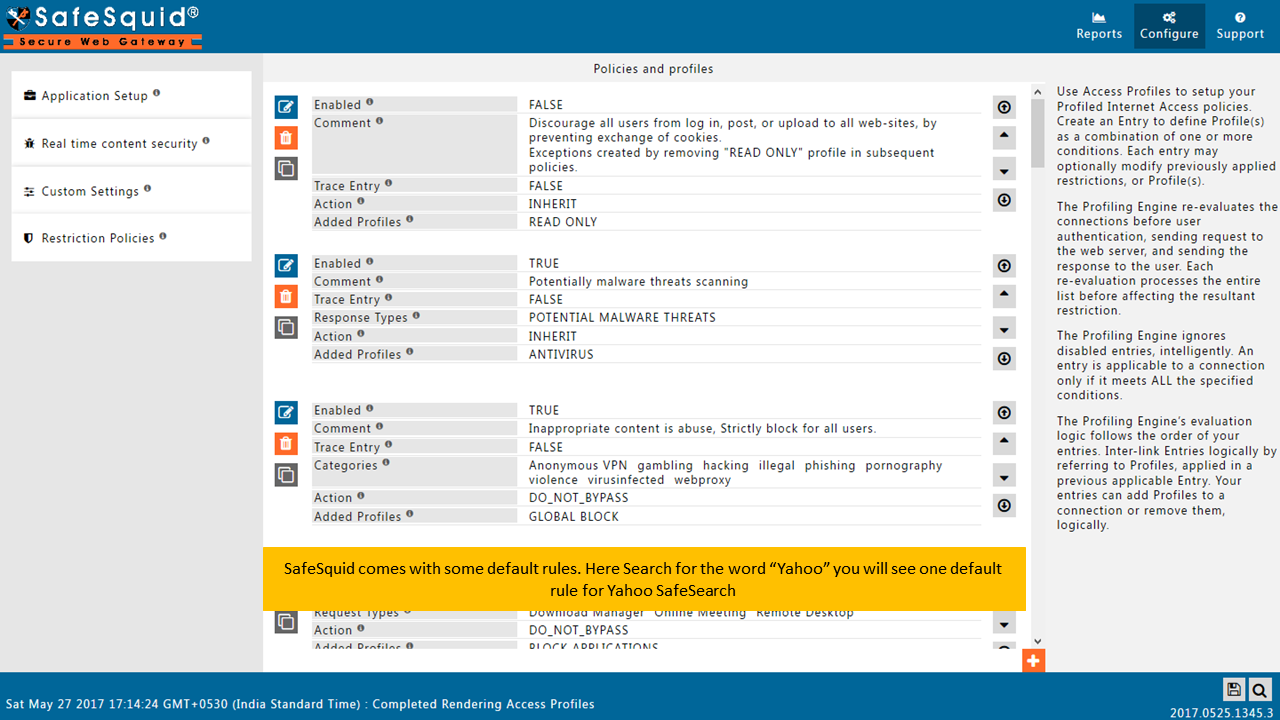 SafeSquid®
Secure Web Gateway
Reports
Configure
Support
Application Setup
Real time content security
Custom Settings
Restriction Policies
Policies and profiles
Enabled FALSE
Comment Discourage all users from log in, post, or upload to all web-sites, by
preventing exchange of cookies.
Exceptions created by removing "READ ONLY" profile in subsequent
policies.
Trace Entry FALSE
Action INHERIT
Added Profiles READ ONLY
Enabled TRUE
Comment Potentially malware threats scanning
Trace Entry FALSE
Response Types POTENTIAL MALWARE THREATS
Action INHERIT
Added Profiles ANTIVIRUS
Enabled TRUE
Comment Inappropriate content is abuse, Strictly block for all users.
Trace Entry FALSE
Categories Anonymous VPN gambling hacking illegal phishing pornography
violence virusinfected webproxy
Action DO_NOT_BYPASS
Added Profiles GLOBAL BLOCK
SafeSquid comes with some default rules. Here Search for the word “Yahoo” you will see one default
rule for Yahoo SafeSearch
Request Types Download Manager Online Meeting Remote Desktop
Action DO_NOT_BYPASS
Added Profiles BLOCK APPLICATIONS
Use Access Profiles to setup your
Profiled Internet Access policies.
Create an Entry to define Profile(s)
as a combination of one or more
conditions. Each entry may
optionally modify previously applied
restrictions, or Profile(s).
The Profiling Engine re-evaluates the
connections before user
authentication, sending request to
the web server, and sending the
response to the user. Each
re-evaluation processes the entire
list before affecting the resultant
restriction.
The Profiling Engine ignores
disabled entries, intelligently. An
entry is applicable to a connection
only if it meets ALL the specified
conditions.
The Profiling Engine’s evaluation
logic follows the order of your
entries. Inter-link Entries logically by
referring to Profiles, applied in a
previous applicable Entry. Your
entries can add Profiles to a
connection or remove them,
logically.
Sat May 27 2017 17:14:24 GMT+0530 (India Standard Time) : Completed Rendering Access Profiles
2017.0525.1345.3